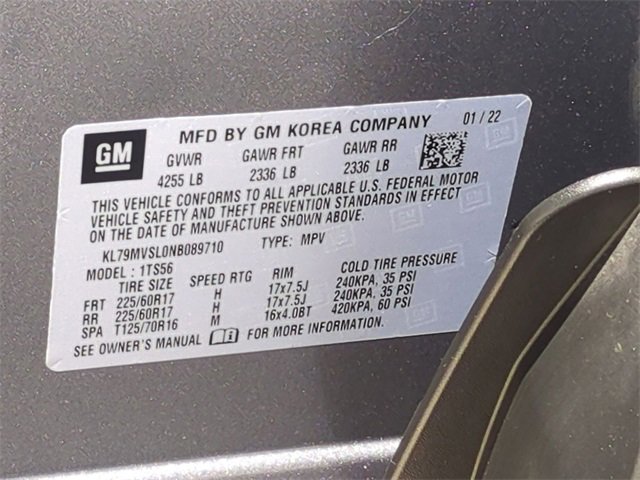 GM MFD BY GM KOREA COMPANY 01 / 22
GVWR GAWR FRT GAWR RR
4255 LB 2336 LB 2336 LB
THIS VEHICLE CONFORMS TO ALL APPLICABLE U.S. FEDERAL MOTOR
VEHICLE SAFETY AND THEFT PREVENTION STANDARDS IN EFFECT
ON THE DATE OF MANUFACTURE SHOWN ABOVE.
KL79MVSL0NB089710 TYPE: MPV
MODEL : 1TS56
TIRE SIZE SPEED RTG RIM COLD TIRE PRESSURE
FRT 225/60R17 H 17x7.5J 240KPA, 35 PSI
RR 225/60R17 H 17x7.5J 240KPA, 35 PSI
SPA T125/70R16 M 16x4.0BT 420KPA, 60 PSI
SEE OWNER'S MANUAL FOR MORE INFORMATION.